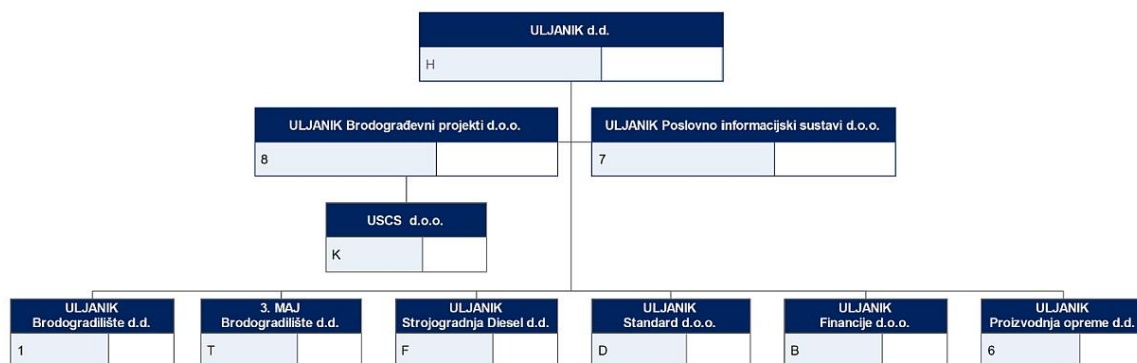 ULJANIK d.d.
H
ULJANIK Brodograđevni projekti d.o.o.
8
ULJANIK Poslovno informacijski sustavi d.o.o.
7
USCS d.o.o.
K
ULJANIK
Brodogradilište d.d.
1
3. MAJ
Brodogradilište d.d.
T
ULJANIK
Strojogradnja Diesel d.d.
F
ULJANIK
Standard d.o.o.
D
ULJANIK
Financije d.o.o.
B
ULJANIK
Proizvodnja opreme d.d.
6